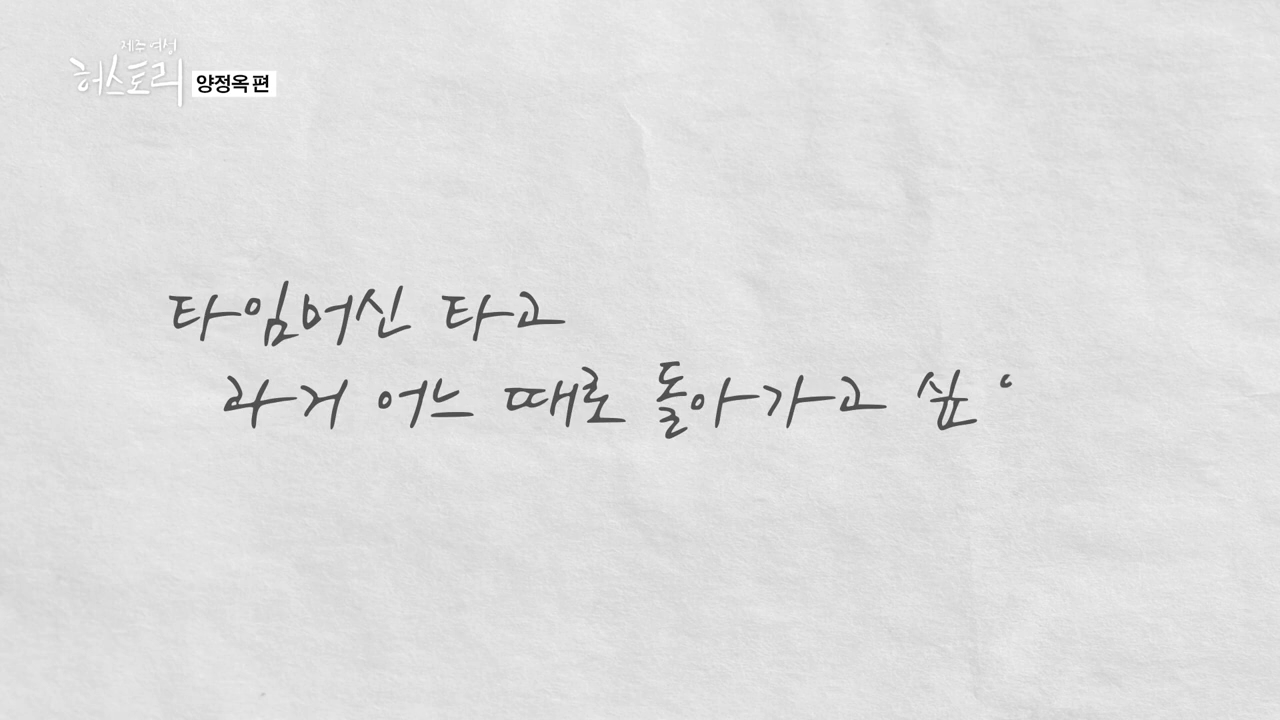 제주 여성
허스토리 양정옥 편
타임머신 타고
과거 어느 때로 돌아가고 싶